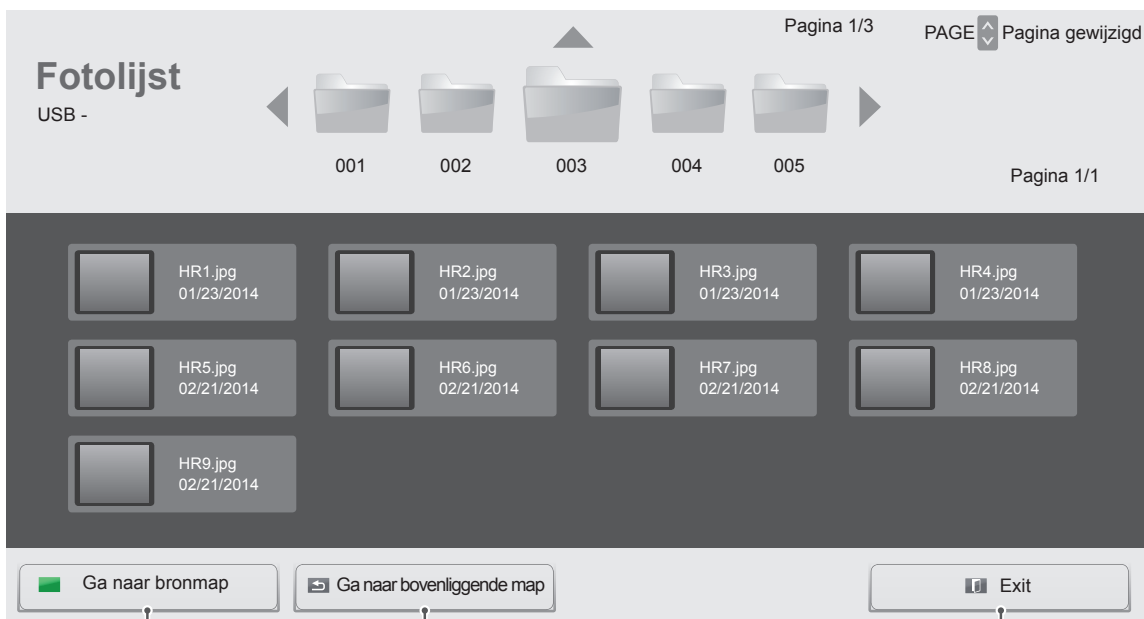 Pagina 1/3
PAGE Pagina gewijzigd
Fotolijst
USB -
001 002 003 004 005
Pagina 1/1
HR1.jpg
01/23/2014
HR2.jpg
01/23/2014
HR3.jpg
01/23/2014
HR4.jpg
01/23/2014
HR5.jpg
02/21/2014
HR6.jpg
02/21/2014
HR7.jpg
02/21/2014
HR8.jpg
02/21/2014
HR9.jpg
02/21/2014
Ga naar bronmap
Ga naar bovenliggende map
Exit